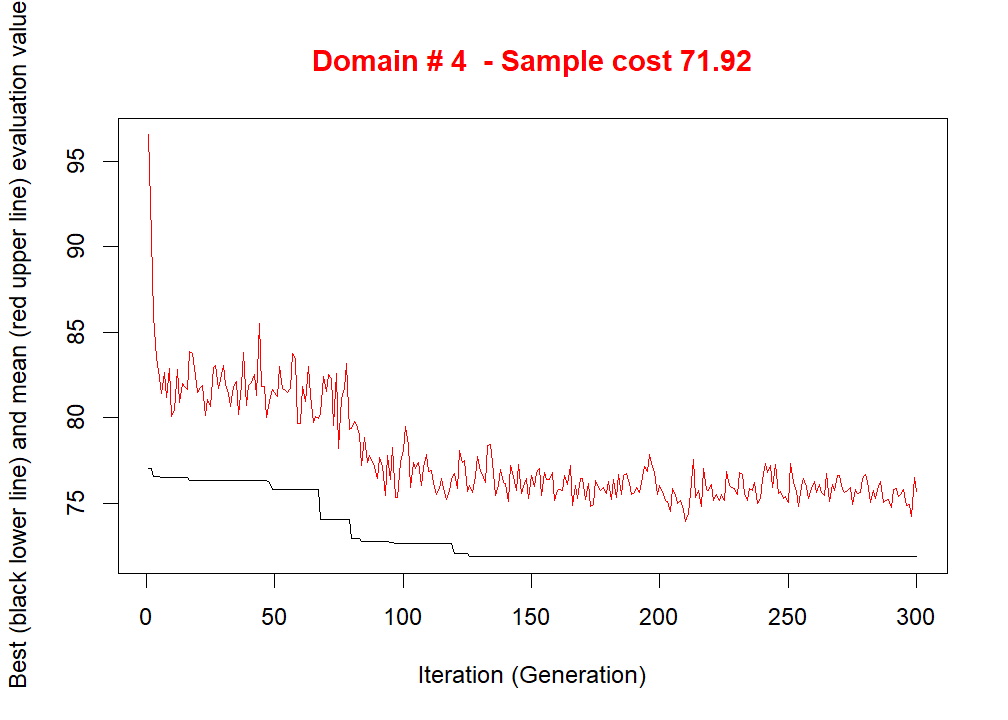 Domain # 4  - Sample cost 71.92
Best (black lower line) and mean (red upper line) evaluation value
95
90
85
80
75
0 50 100 150 200 250 300
Iteration (Generation)